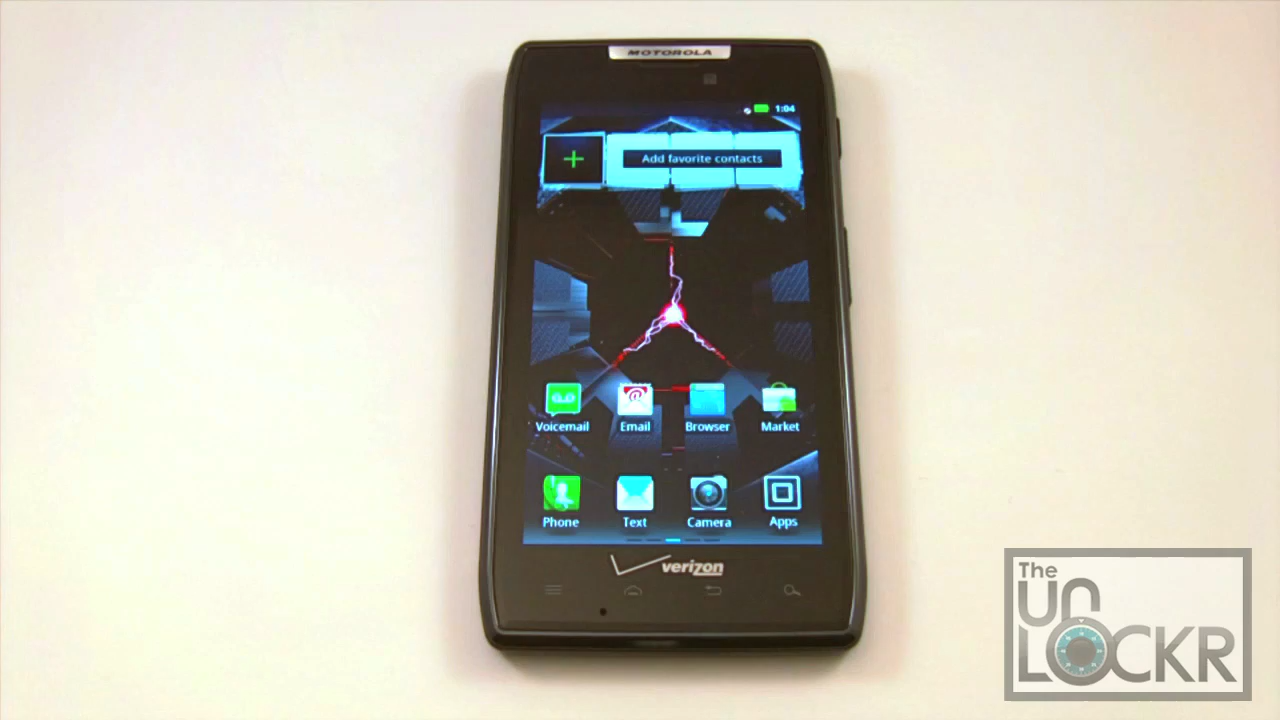 MOTOROLA
1:04
Add favorite contacts
Voicemail Email Browser Market
Phone Text Camera Apps
verizon
The
UN
LOCKR